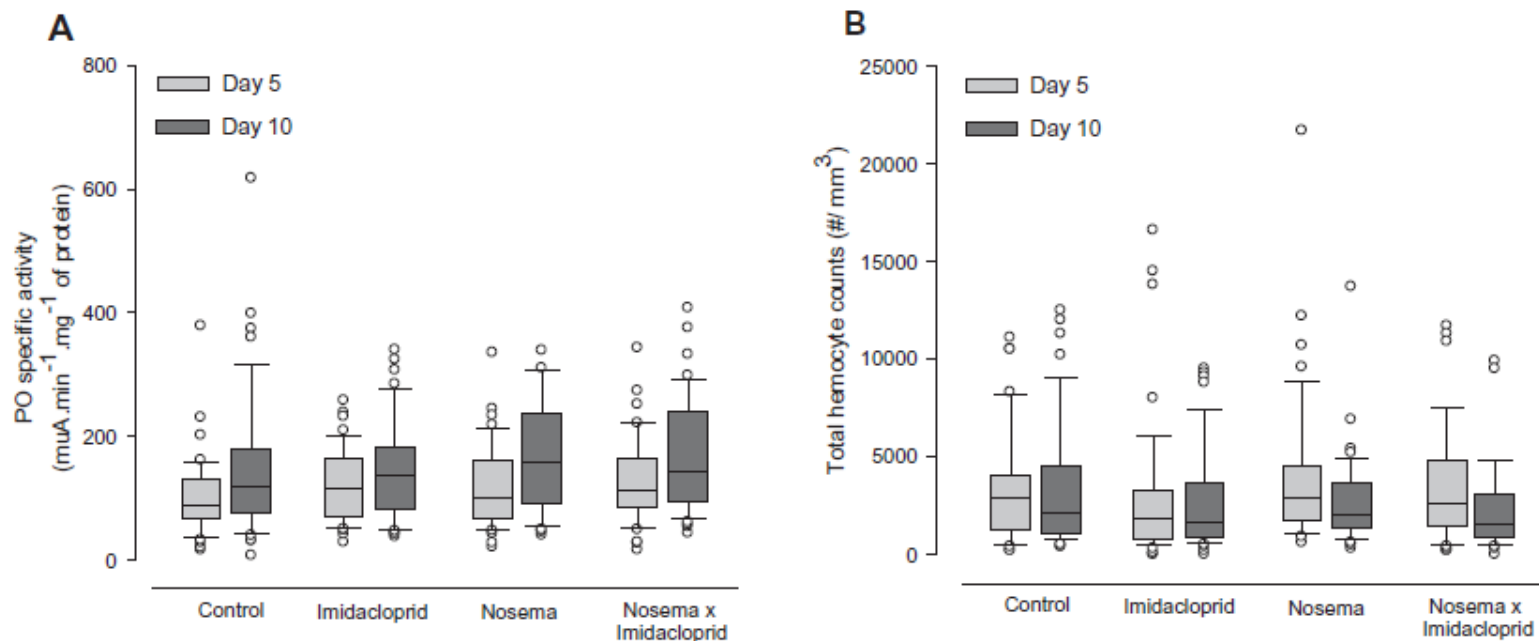 A
800
600
400
200
0
PO specific activity
(muA.min⁻¹.mg⁻¹ of protein)
Day 5
Day 10
Control
Imidacloprid
Nosema
Nosema x
Imidacloprid
B
25000
20000
15000
10000
5000
0
Total hemocyte counts (#/ mm³)
Day 5
Day 10
Control
Imidacloprid
Nosema
Nosema x
Imidacloprid